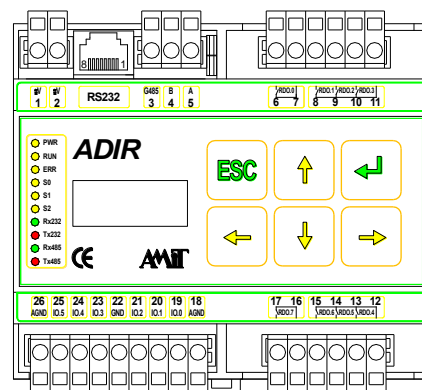 8 1
G485 B A
1 2 RS232 3 4 5
RDO.0 RDO.1 RDO.2 RDO.3
6 7 8 9 10 11
PWR
RUN
ERR
S0
S1
S2
Rx232
Tx232
Rx485
Tx485
ADIR
CE AMiT
ESC
26 25 24 23 22 21 20 19 18
AGND IO.5 IO.4 IO.3 GND IO.2 IO.1 IO.0 AGND
17 16 15 14 13 12
RDO.7 RDO.6 RDO.5 RDO.4